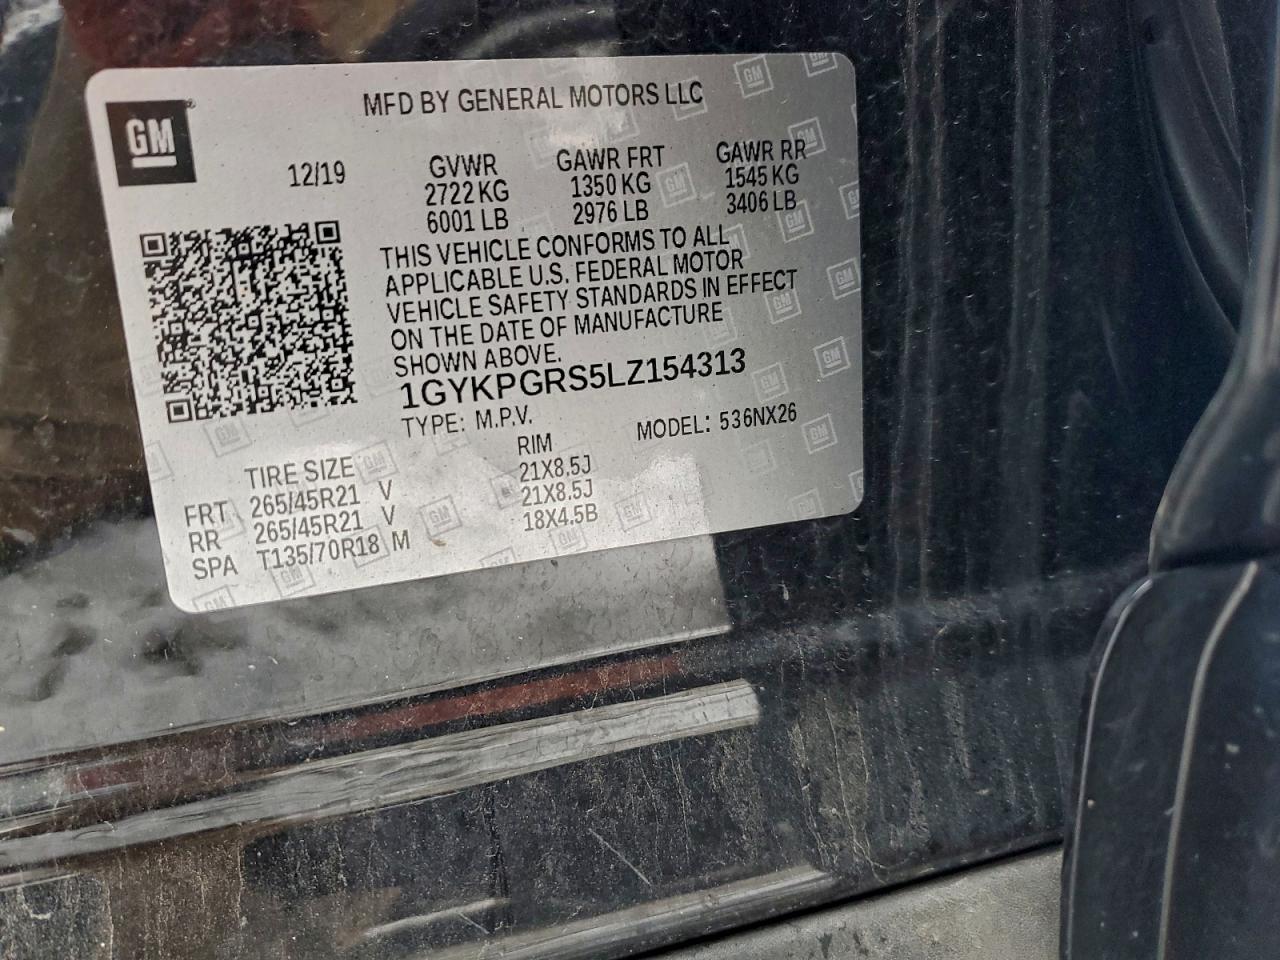 MFD BY GENERAL MOTORS LLC
GM
12/19
GVWR GAWR FRT GAWR RR
2722 KG 1350 KG 1545 KG
6001 LB 2976 LB 3406 LB
THIS VEHICLE CONFORMS TO ALL
APPLICABLE U.S. FEDERAL MOTOR
VEHICLE SAFETY STANDARDS IN EFFECT
ON THE DATE OF MANUFACTURE
SHOWN ABOVE.
1GYKPGRS5LZ154313
TYPE: M.P.V. MODEL: 536NX26
TIRE SIZE RIM
FRT 265/45R21 V 21X8.5J
RR 265/45R21 V 21X8.5J
SPA T135/70R18 M 18X4.5B